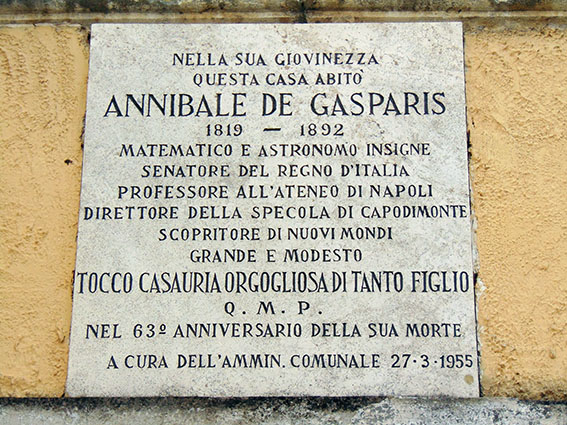 NELLA SUA GIOVINEZZA
QUESTA CASA ABITÒ
ANNIBALE DE GASPARIS
1819 — 1892
MATEMATICO E ASTRONOMO INSIGNE
SENATORE DEL REGNO D'ITALIA
PROFESSORE ALL'ATENEO DI NAPOLI
DIRETTORE DELLA SPECOLA DI CAPODIMONTE
SCOPRITORE DI NUOVI MONDI
GRANDE E MODESTO
TOCCO CASAURIA ORGOGLIOSA DI TANTO FIGLIO
Q. M. P.
NEL 63º ANNIVERSARIO DELLA SUA MORTE
A CURA DELL'AMMIN. COMUNALE 27·3·1955